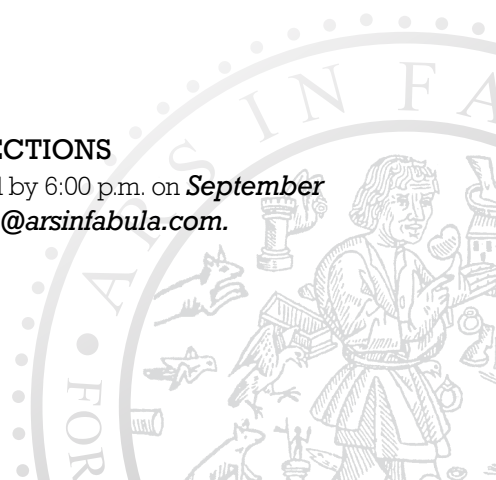 ECTIONS
l by 6:00 p.m. on September
@arsinfabula.com.
ARS IN FA
FOR